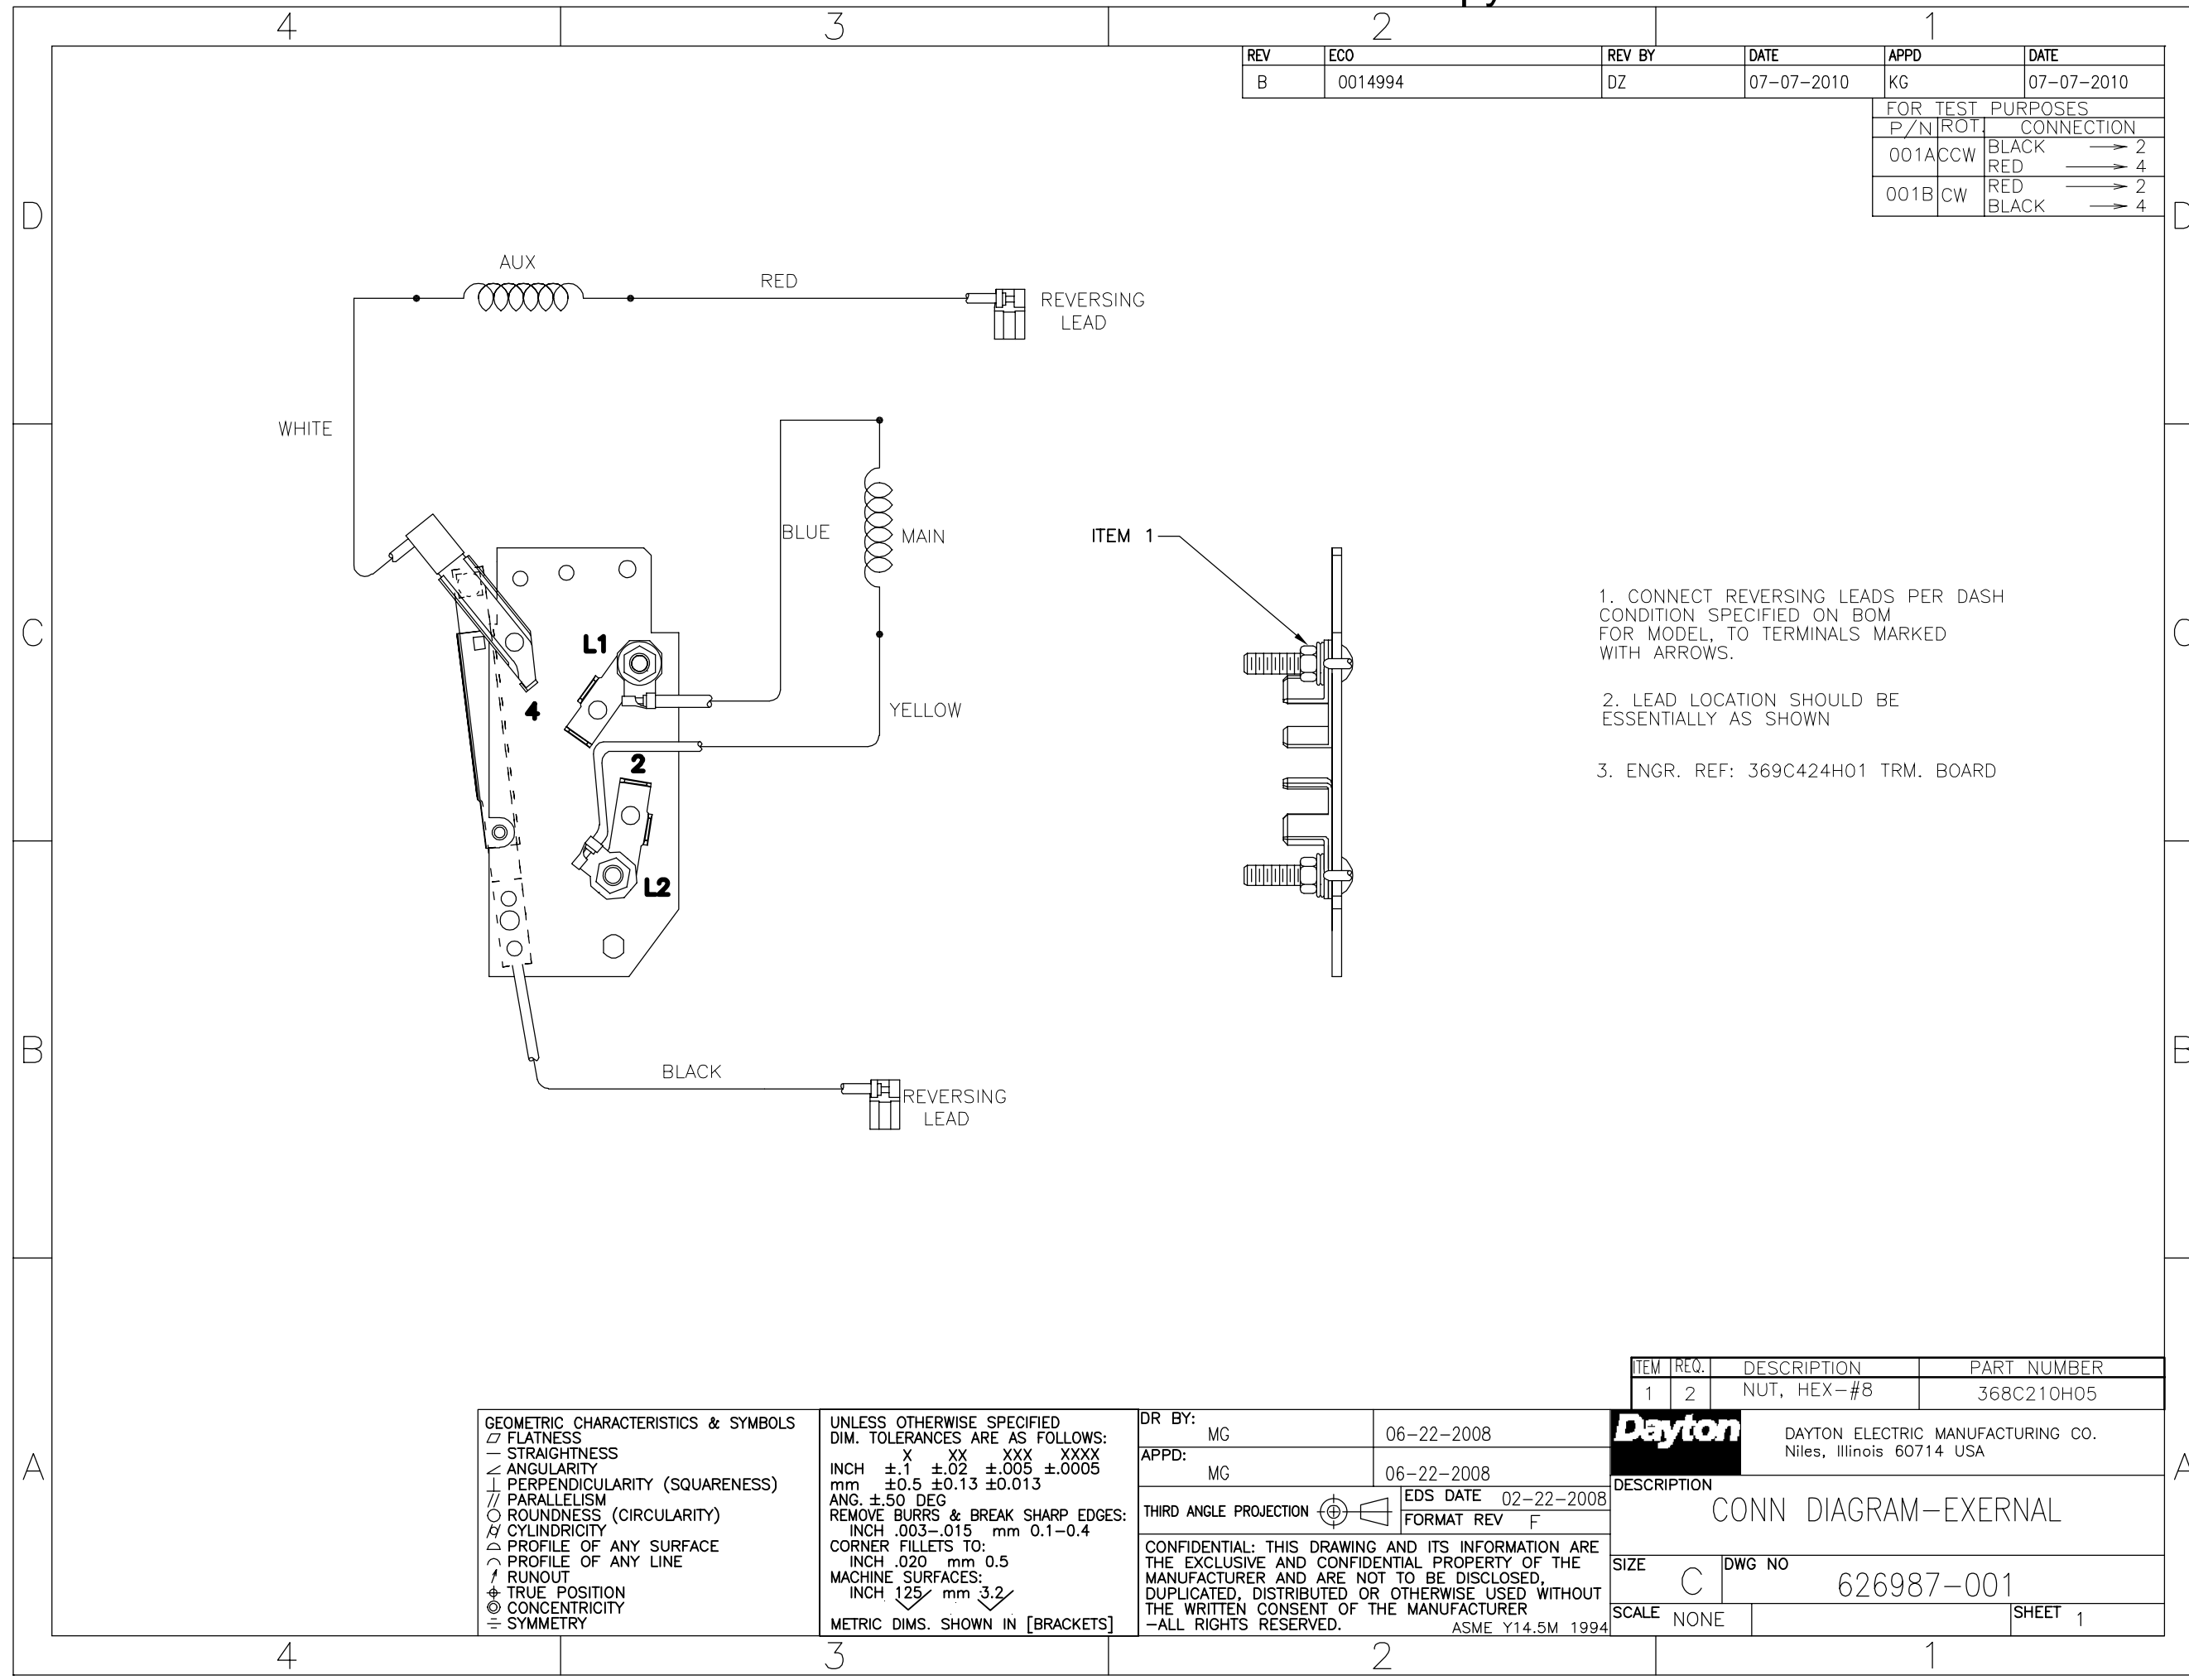 4 3 2 1
REV ECO REV BY DATE APPD DATE
B 0014994 DZ 07-07-2010 KG 07-07-2010
FOR TEST PURPOSES
P/N ROT. CONNECTION
001A CCW BLACK → 2
RED → 4
001B CW RED → 2
BLACK → 4
D D
AUX
RED
REVERSING
LEAD
WHITE
BLUE
MAIN
ITEM 1
1. CONNECT REVERSING LEADS PER DASH
CONDITION SPECIFIED ON BOM
FOR MODEL, TO TERMINALS MARKED
WITH ARROWS.
C C
L1
4
YELLOW
2. LEAD LOCATION SHOULD BE
ESSENTIALLY AS SHOWN
2
3. ENGR. REF: 369C424H01 TRM. BOARD
L2
B B
BLACK
REVERSING
LEAD
ITEM REQ. DESCRIPTION PART NUMBER
1 2 NUT, HEX-#8 368C210H05
A A
GEOMETRIC CHARACTERISTICS & SYMBOLS
FLATNESS
STRAIGHTNESS
ANGULARITY
PERPENDICULARITY (SQUARENESS)
PARALLELISM
ROUNDNESS (CIRCULARITY)
CYLINDRICITY
PROFILE OF ANY SURFACE
PROFILE OF ANY LINE
RUNOUT
TRUE POSITION
CONCENTRICITY
SYMMETRY
UNLESS OTHERWISE SPECIFIED
DIM. TOLERANCES ARE AS FOLLOWS:
X XX XXX XXXX
INCH ±.1 ±.02 ±.005 ±.0005
mm ±0.5 ±0.13 ±0.013
ANG. ±.50 DEG
REMOVE BURRS & BREAK SHARP EDGES:
INCH .003-.015 mm 0.1-0.4
CORNER FILLETS TO:
INCH .020 mm 0.5
MACHINE SURFACES:
INCH 125 mm 3.2
METRIC DIMS. SHOWN IN [BRACKETS]
DR BY:
MG 06-22-2008
APPD:
MG 06-22-2008
THIRD ANGLE PROJECTION
EDS DATE 02-22-2008
FORMAT REV F
CONFIDENTIAL: THIS DRAWING AND ITS INFORMATION ARE
THE EXCLUSIVE AND CONFIDENTIAL PROPERTY OF THE
MANUFACTURER AND ARE NOT TO BE DISCLOSED,
DUPLICATED, DISTRIBUTED OR OTHERWISE USED WITHOUT
THE WRITTEN CONSENT OF THE MANUFACTURER
-ALL RIGHTS RESERVED. ASME Y14.5M 1994
Dayton
DAYTON ELECTRIC MANUFACTURING CO.
Niles, Illinois 60714 USA
DESCRIPTION
CONN DIAGRAM-EXERNAL
SIZE C DWG NO 626987-001
SCALE NONE SHEET 1
4 3 2 1